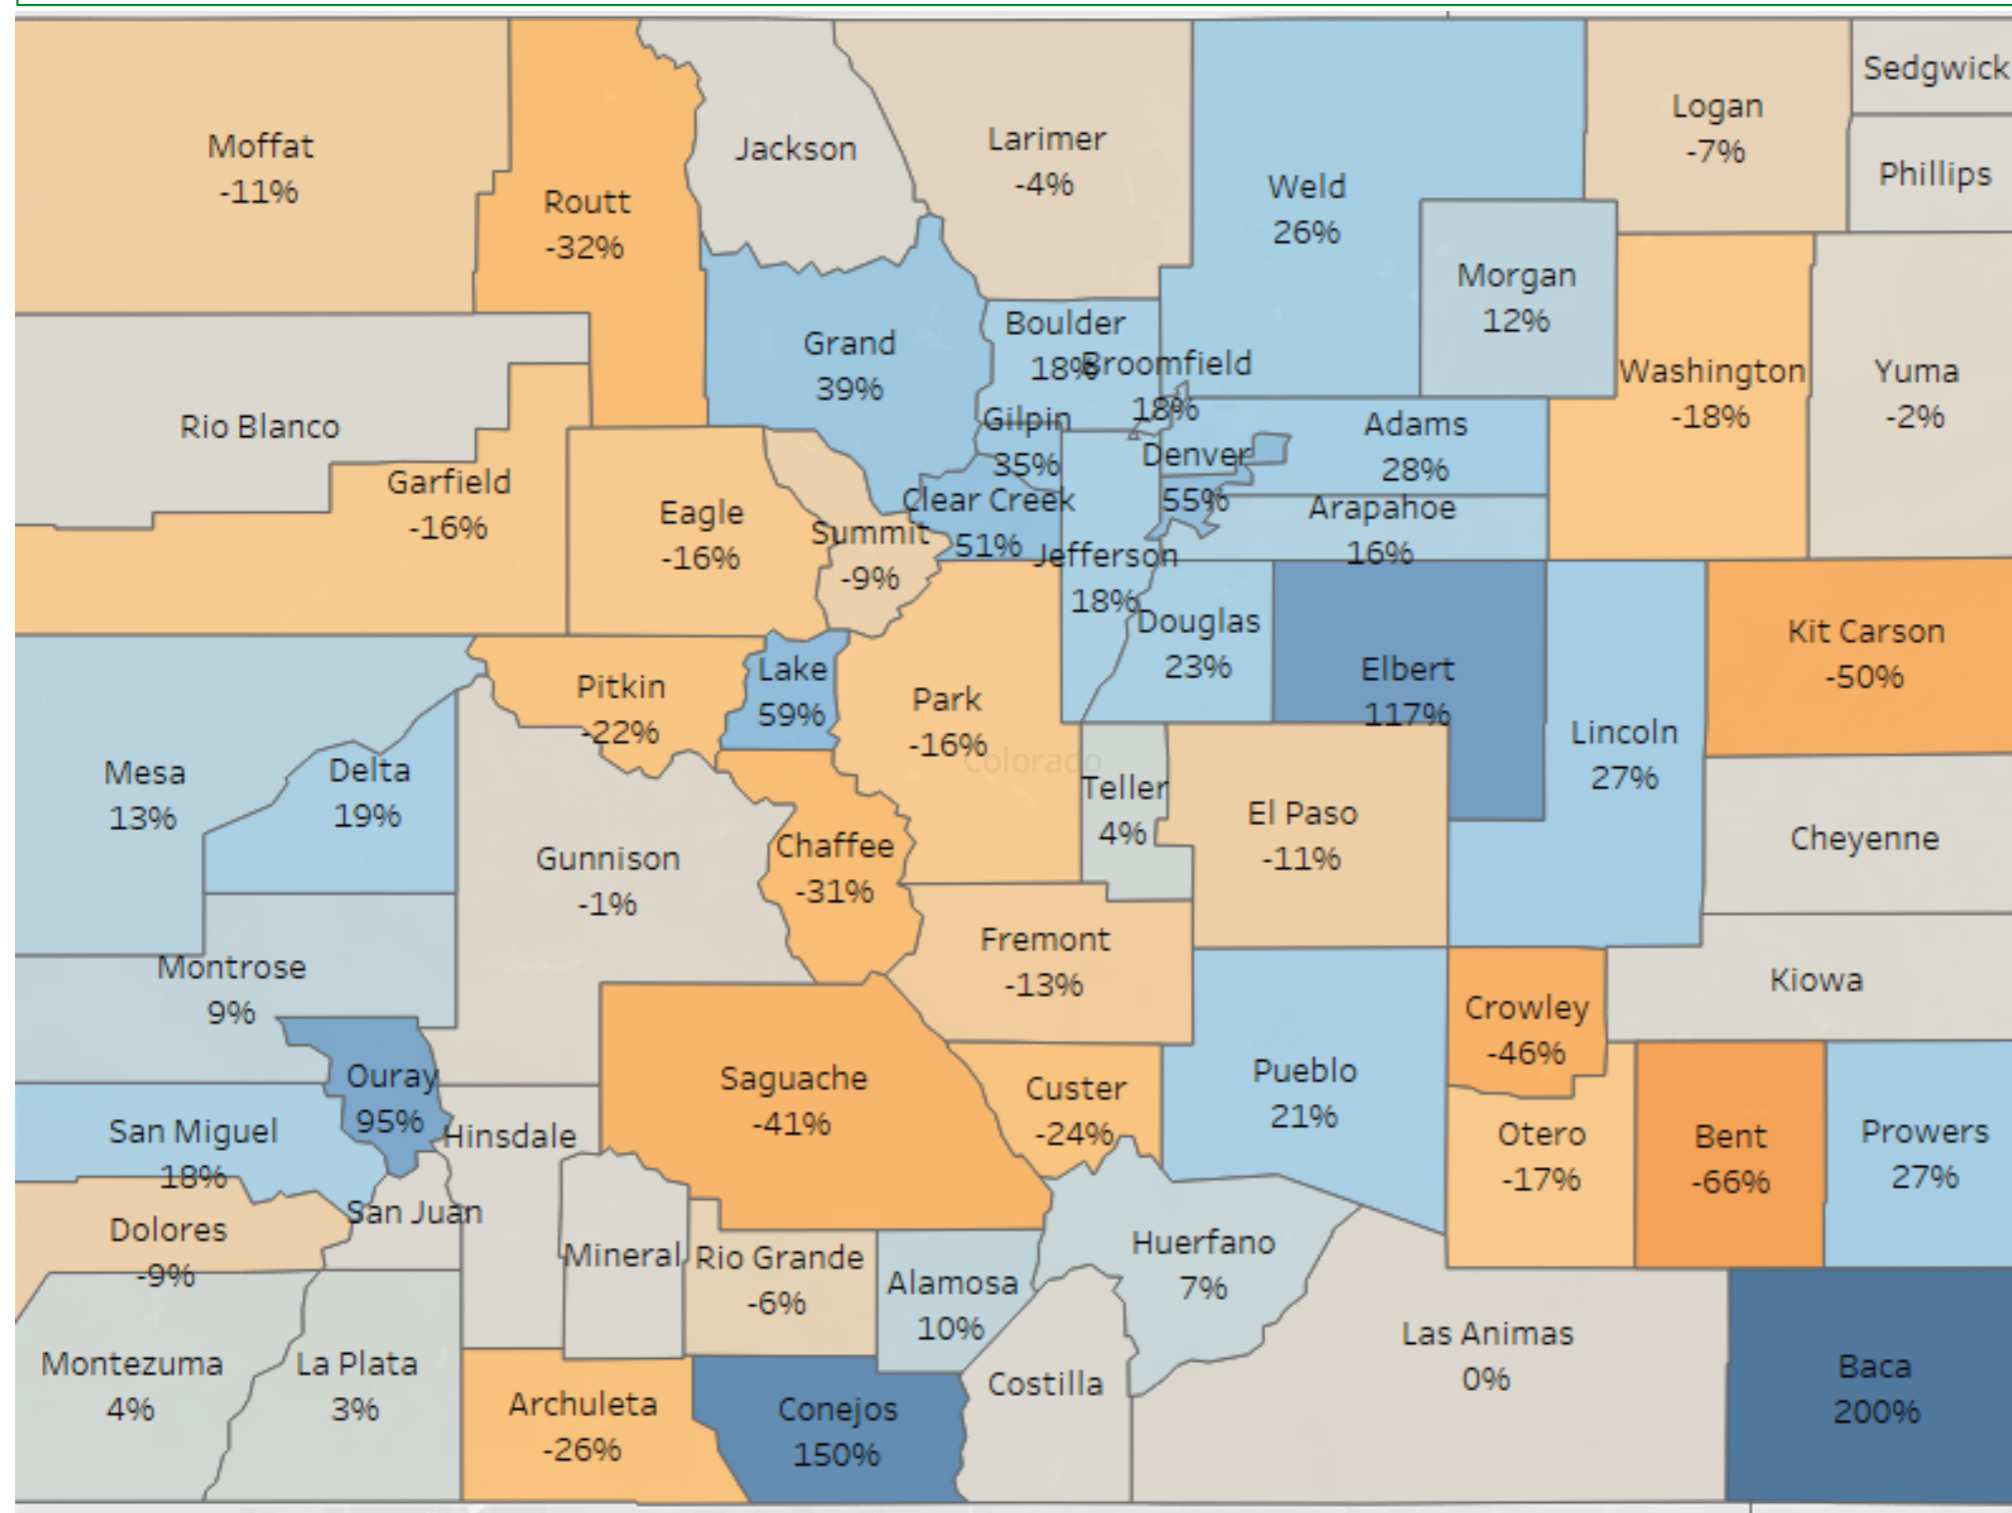 Sedgwick
Logan
-7%
Phillips
Moffat
-11%
Routt
-32%
Jackson
Larimer
-4%
Weld
26%
Morgan
12%
Washington
-18%
Yuma
-2%
Grand
39%
Boulder
18%
Broomfield
18%
Rio Blanco
Garfield
-16%
Eagle
-16%
Summit
-9%
Gilpin
35%
Clear Creek
51%
Denver
55%
Adams
28%
Arapahoe
16%
Jefferson
18%
Douglas
23%
Elbert
117%
Kit Carson
-50%
Lincoln
27%
Pitkin
-22%
Lake
59%
Park
-16%
Colorado
Teller
4%
El Paso
-11%
Cheyenne
Mesa
13%
Delta
19%
Gunnison
-1%
Chaffee
-31%
Fremont
-13%
Kiowa
Montrose
9%
Crowley
-46%
Ouray
95%
Saguache
-41%
Custer
-24%
Pueblo
21%
Otero
-17%
Bent
-66%
Prowers
27%
San Miguel
18%
Hinsdale
San Juan
Dolores
-9%
Mineral
Rio Grande
-6%
Alamosa
10%
Huerfano
7%
Las Animas
0%
Montezuma
4%
La Plata
3%
Archuleta
-26%
Conejos
150%
Costilla
Baca
200%